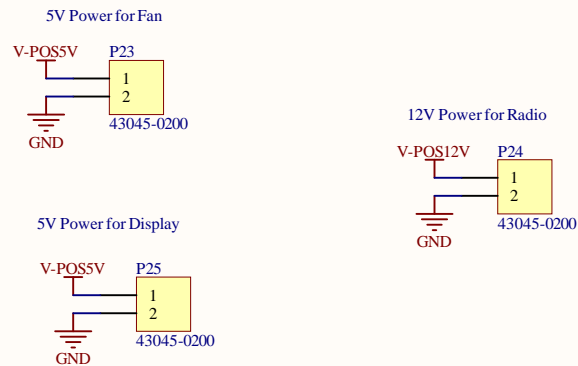 5V Power for Fan
V-POS5V
P23
1
2
GND
43045-0200
12V Power for Radio
V-POS12V
P24
1
2
GND
43045-0200
5V Power for Display
V-POS5V
P25
1
2
GND
43045-0200